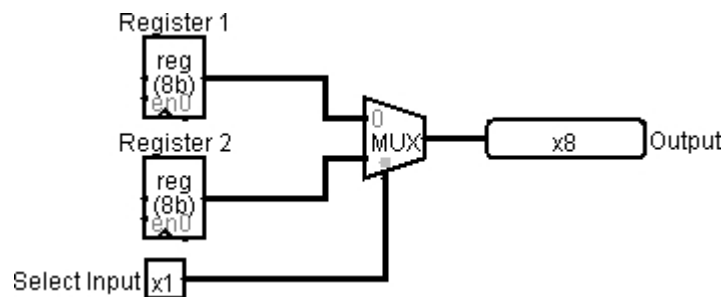 Register 1
reg
(8b)
en0
0
MUX
x8
Output
Register 2
reg
(8b)
en0
Select Input
x1